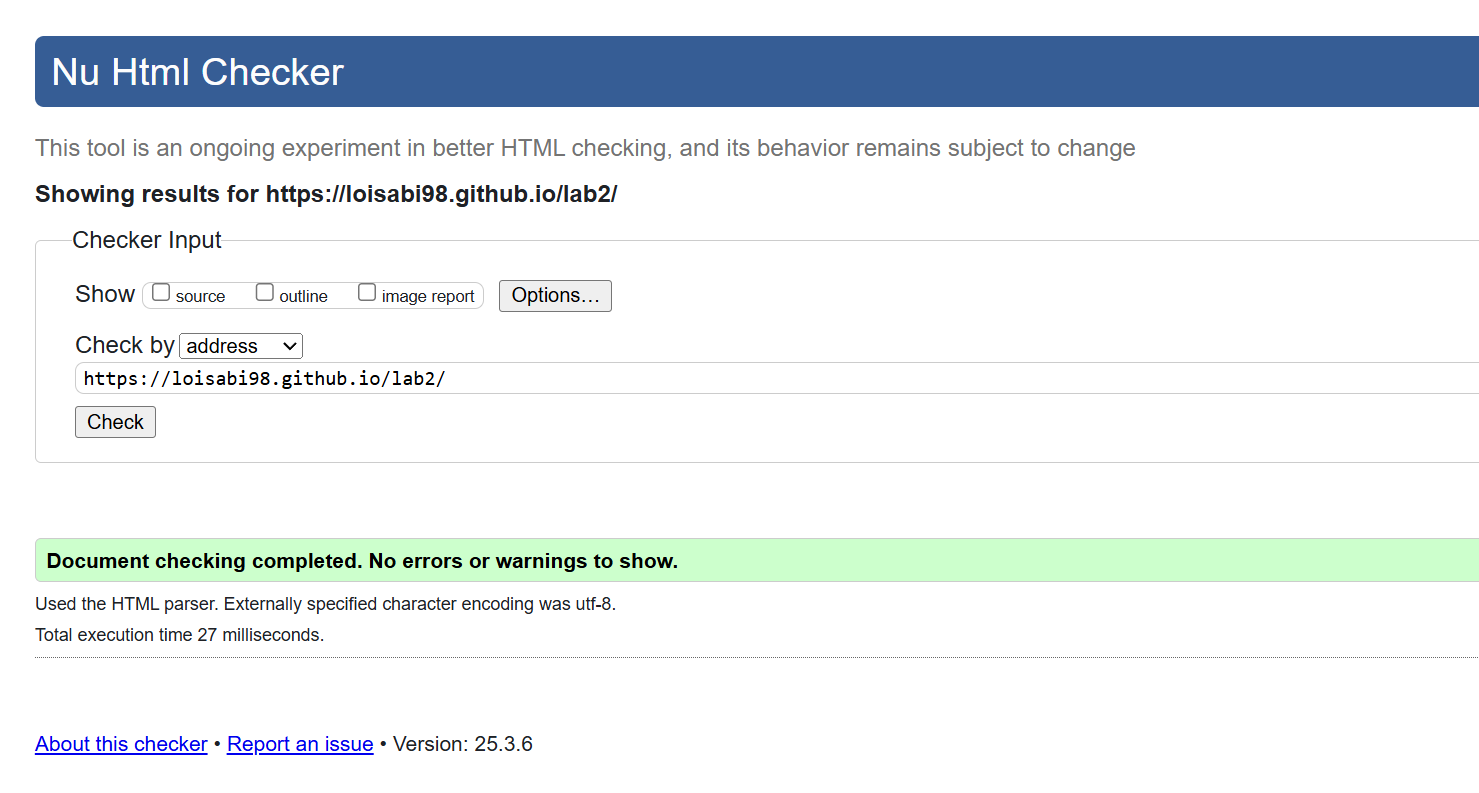 Nu Html Checker
This tool is an ongoing experiment in better HTML checking, and its behavior remains subject to change
Showing results for https://loisabi98.github.io/lab2/
Checker Input
Show source outline image report Options…
Check by address
https://loisabi98.github.io/lab2/
Check
Document checking completed. No errors or warnings to show.
Used the HTML parser. Externally specified character encoding was utf-8.
Total execution time 27 milliseconds.
About this checker • Report an issue • Version: 25.3.6